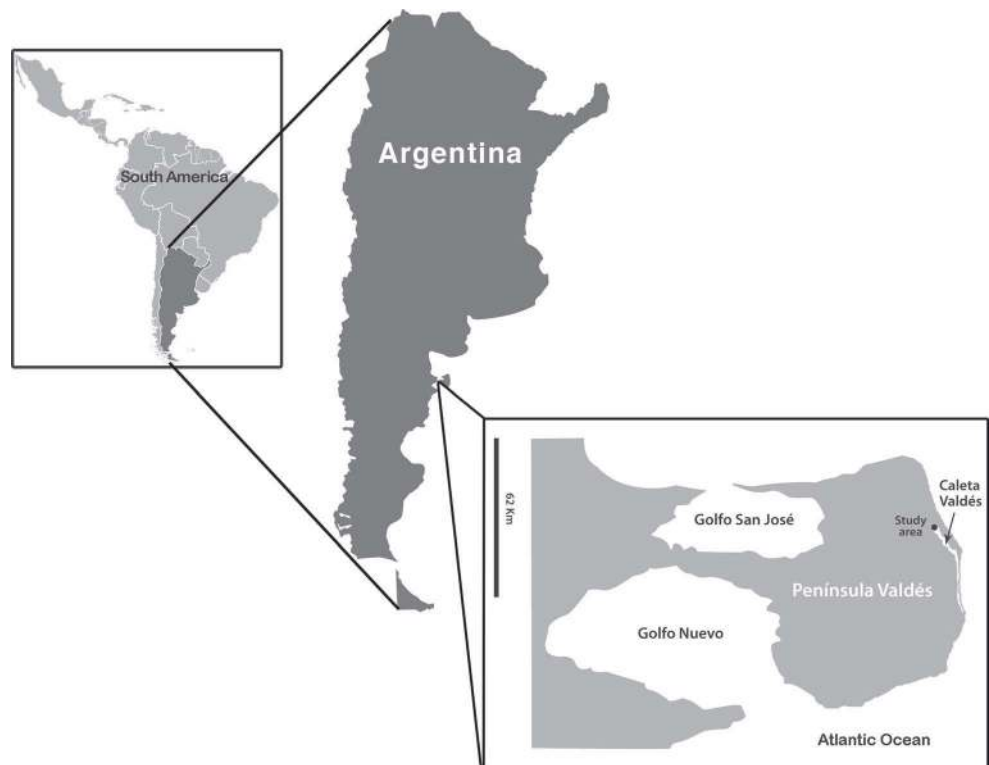 South America
Argentina
62 Km
Golfo San José
Caleta
Valdés
Study
area
Península Valdés
Golfo Nuevo
Atlantic Ocean